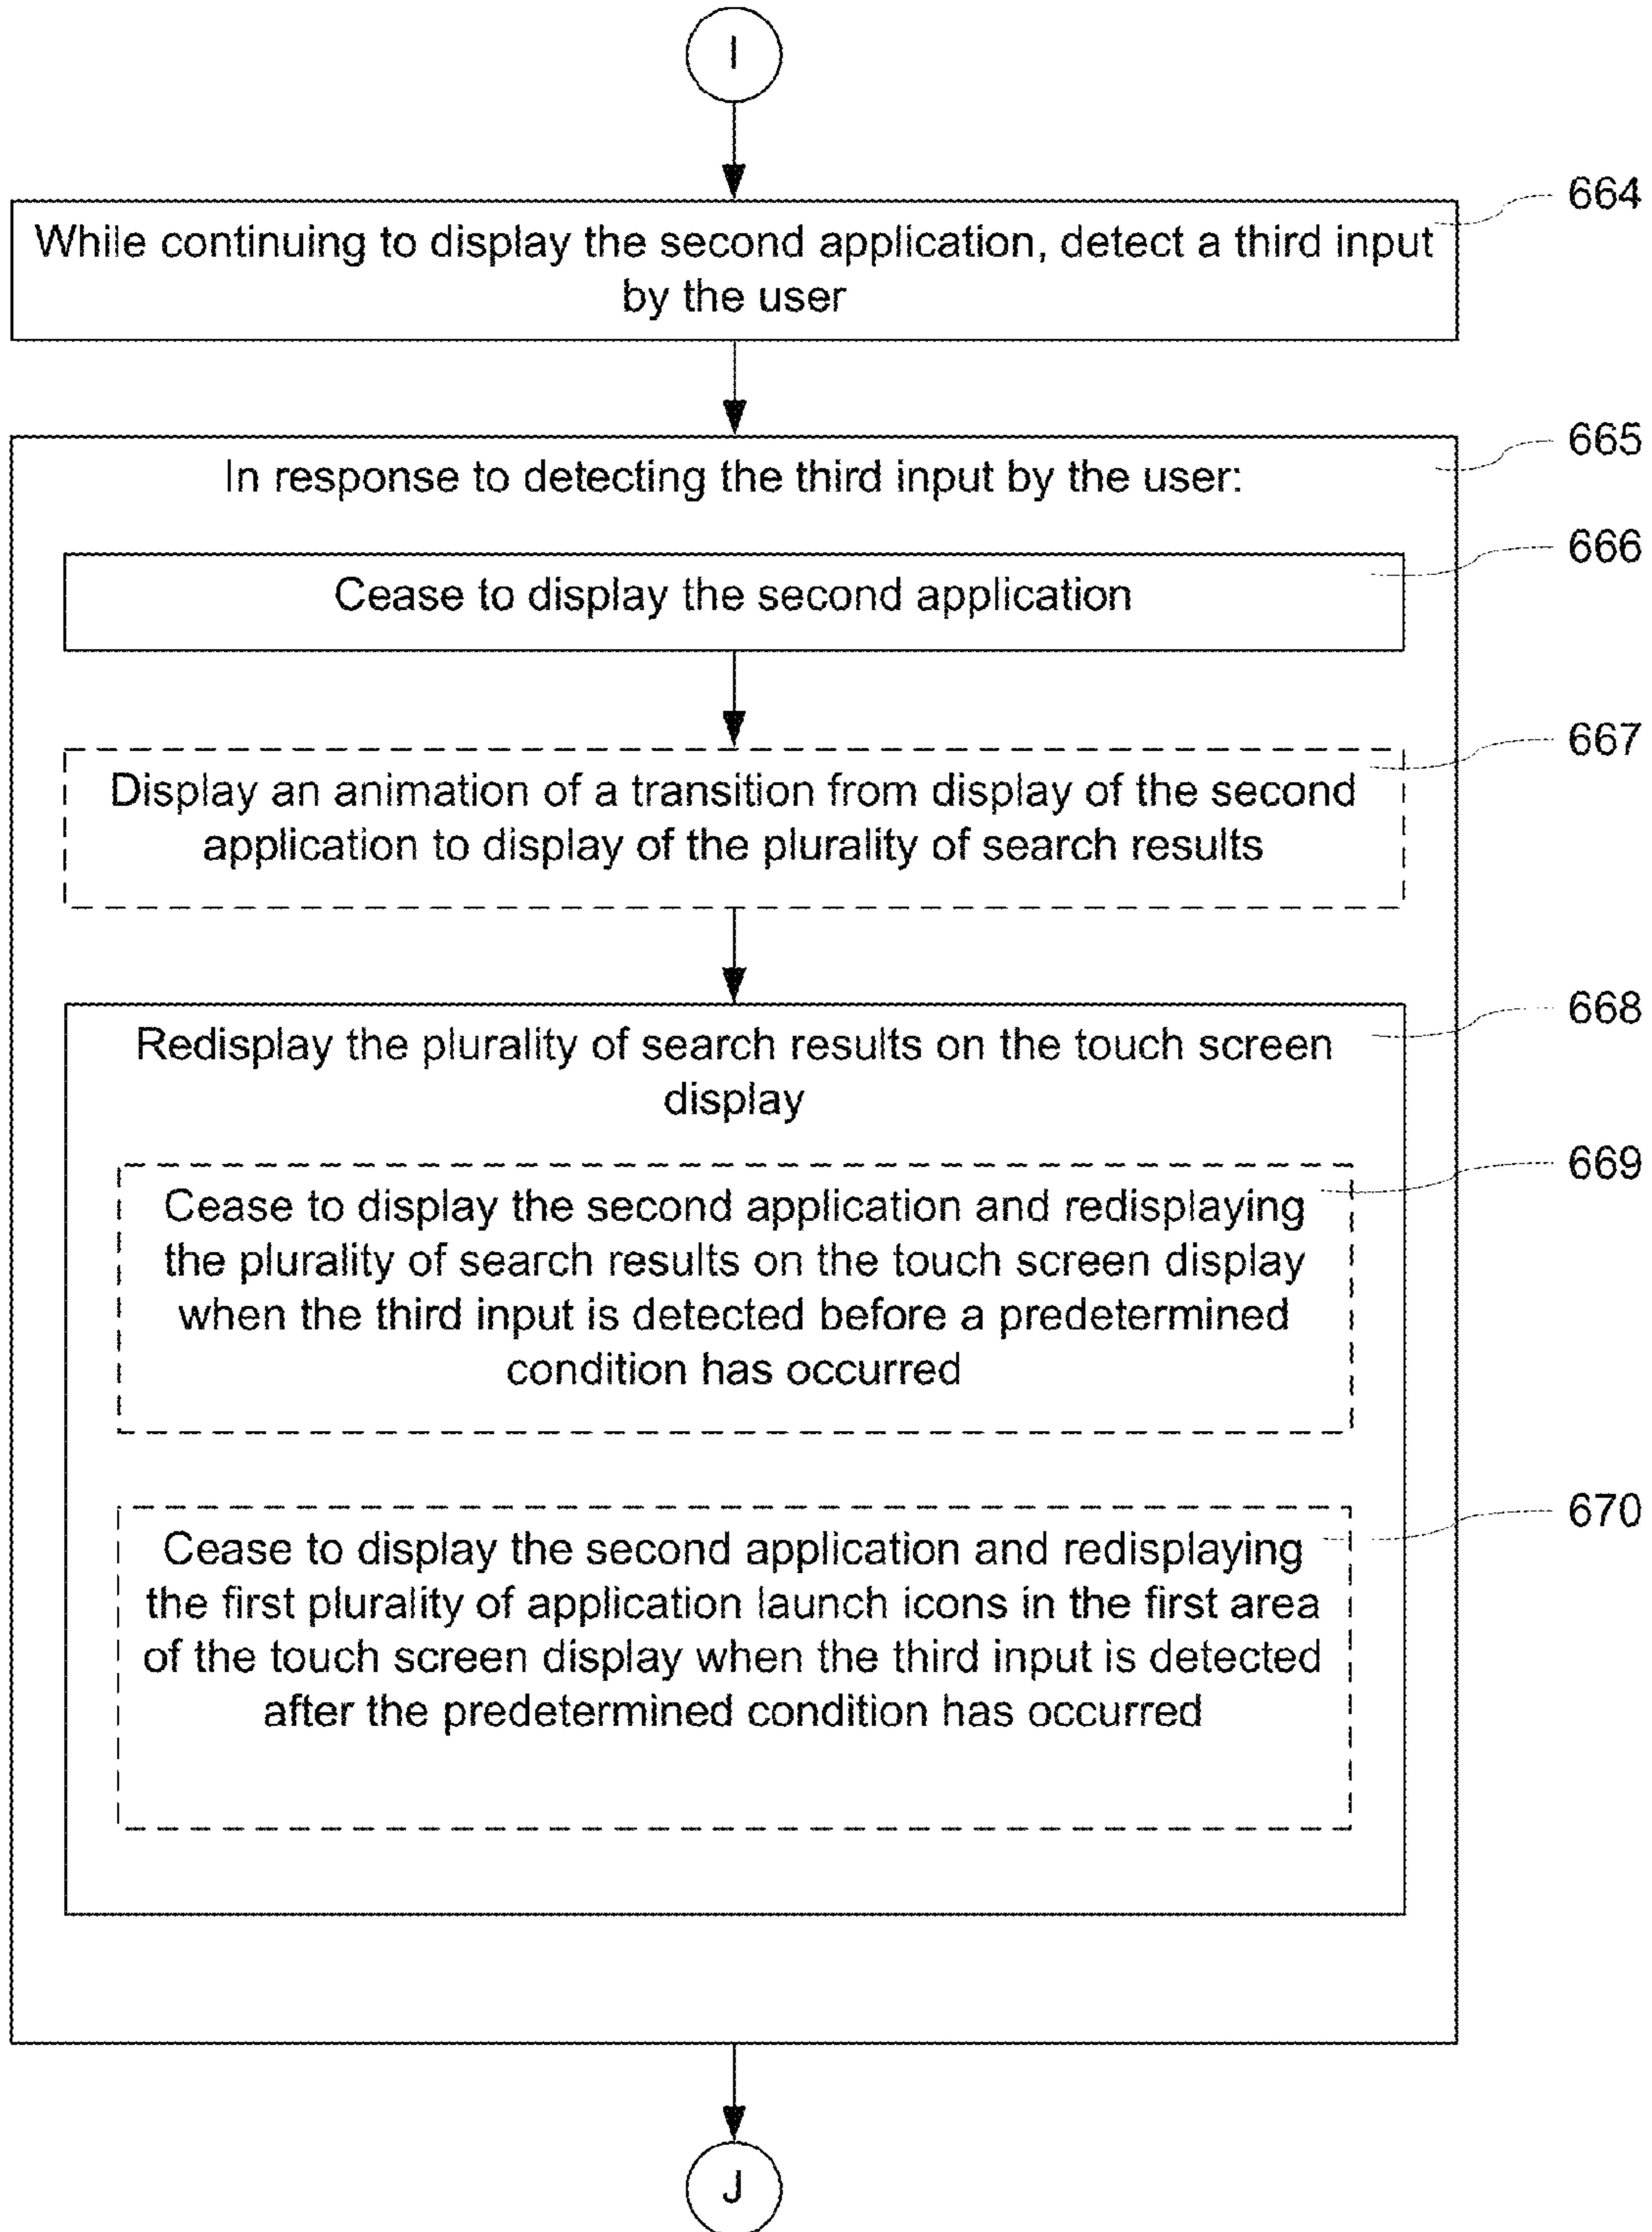 I
664
While continuing to display the second application, detect a third input
by the user
665
In response to detecting the third input by the user:
666
Cease to display the second application
667
Display an animation of a transition from display of the second
application to display of the plurality of search results
668
Redisplay the plurality of search results on the touch screen
display
669
Cease to display the second application and redisplaying
the plurality of search results on the touch screen display
when the third input is detected before a predetermined
condition has occurred
670
Cease to display the second application and redisplaying
the first plurality of application launch icons in the first area
of the touch screen display when the third input is detected
after the predetermined condition has occurred
J